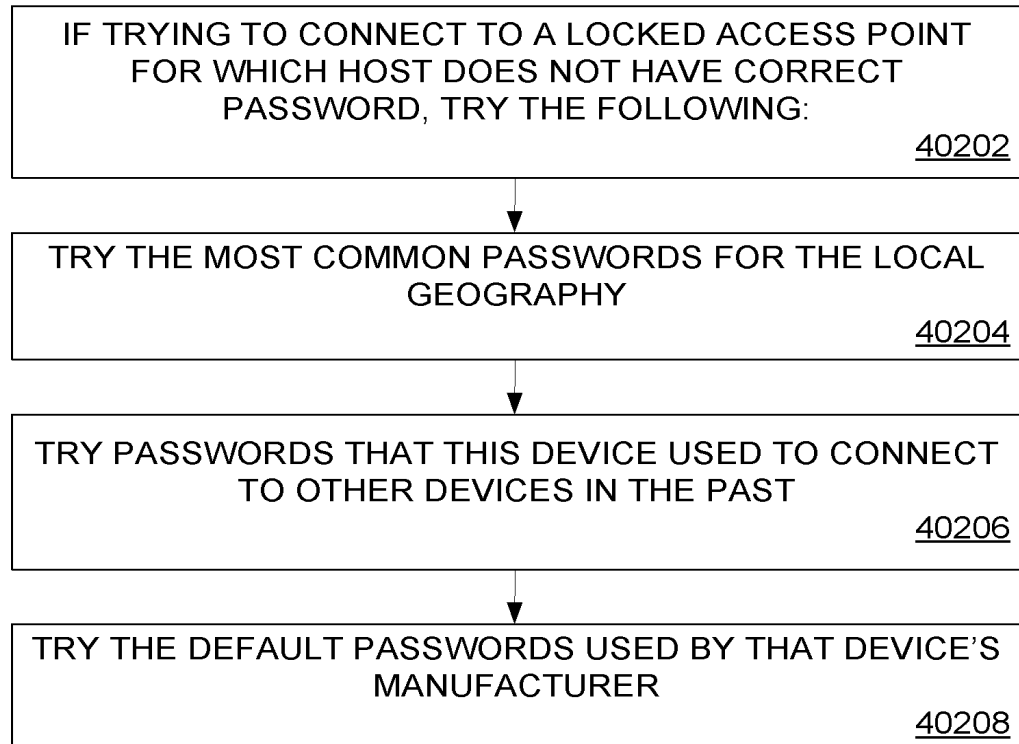 IF TRYING TO CONNECT TO A LOCKED ACCESS POINT
FOR WHICH HOST DOES NOT HAVE CORRECT
PASSWORD, TRY THE FOLLOWING:
40202
TRY THE MOST COMMON PASSWORDS FOR THE LOCAL
GEOGRAPHY
40204
TRY PASSWORDS THAT THIS DEVICE USED TO CONNECT
TO OTHER DEVICES IN THE PAST
40206
TRY THE DEFAULT PASSWORDS USED BY THAT DEVICE'S
MANUFACTURER
40208